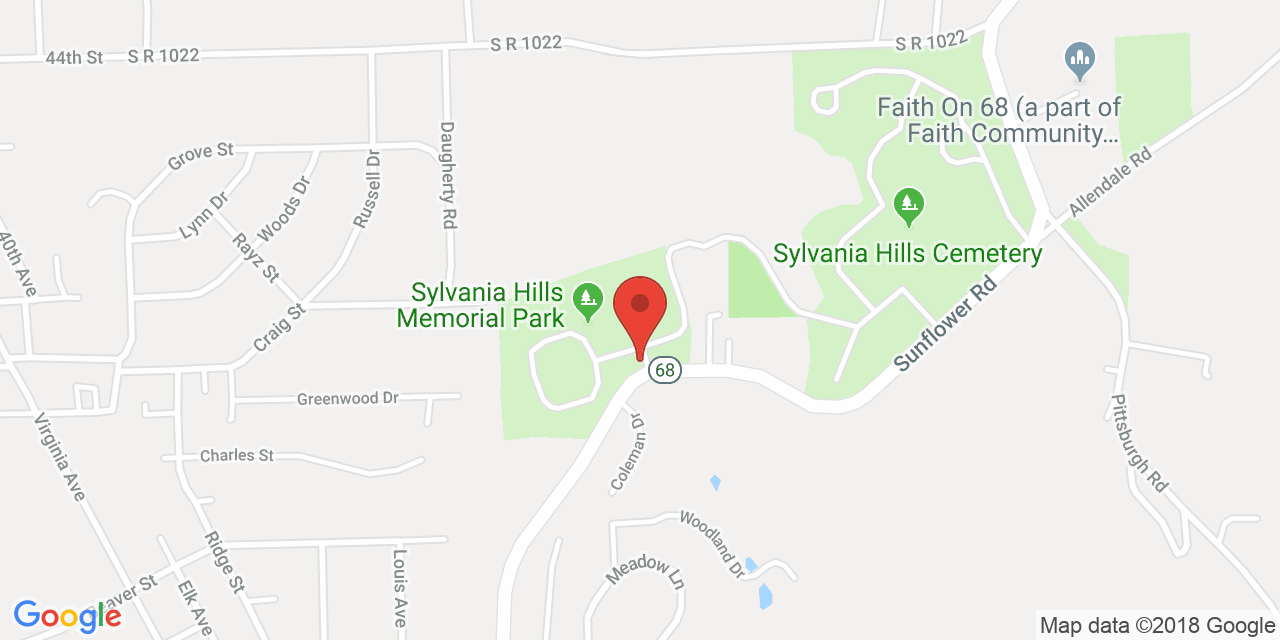 S R 1022
S R 1022
44th St
S R 1022
Faith On 68 (a part of
Faith Community…
Grove St
Daugherty Rd
Russell Dr
Allendale Rd
Lynn Dr
Woods Dr
Rayz St
40th Ave
Sylvania Hills Cemetery
Sylvania Hills
Memorial Park
Craig St
Sunflower Rd
68
Greenwood Dr
Coleman Dr
Pittsburgh Rd
Virginia Ave
Charles St
Woodland Dr
Ridge St
Louis Ave
Meadow Ln
Elk Ave
Beaver St
Google
Map data ©2018 Google